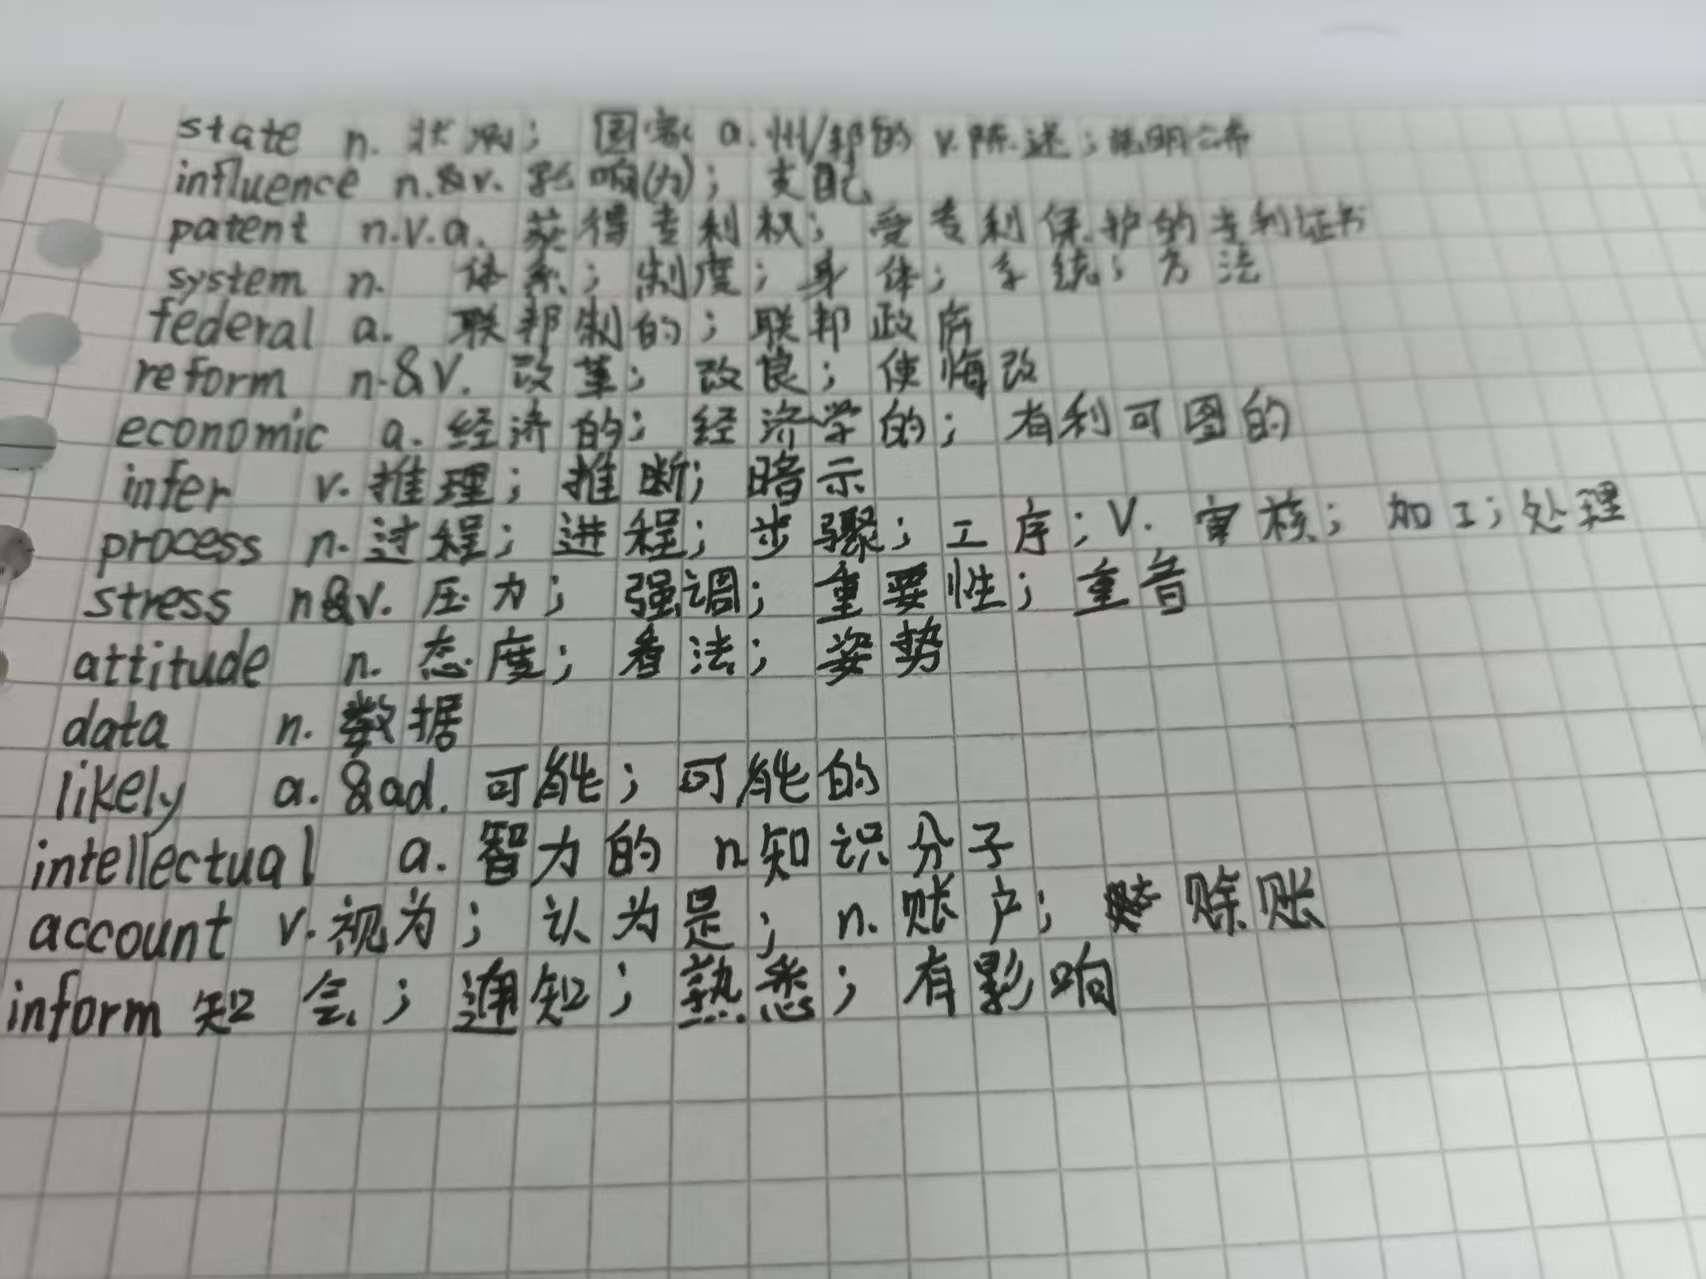 state n. 状况; 国家 a. 州/邦的 v. 陈述; 说明公布
influence n.&v. 影响(力); 支配
patent n.v.a. 获得专利权; 受专利保护的专利证书
system n. 体系; 制度; 身体; 系统; 方法
federal a. 联邦制的; 联邦政府
reform n.&v. 改革; 改良; 使悔改
economic a. 经济的; 经济学的; 有利可图的
infer v. 推理; 推断; 暗示
process n. 过程; 进程; 步骤; 工序; V. 审核; 加工; 处理
stress n&v. 压力; 强调; 重要性; 重音
attitude n. 态度; 看法; 姿势
data n. 数据
likely a. &ad. 可能; 可能的
intellectual a. 智力的 n 知识分子
account v. 视为; 认为是; n. 账户; 赊账
inform 知会; 通知; 熟悉; 有影响